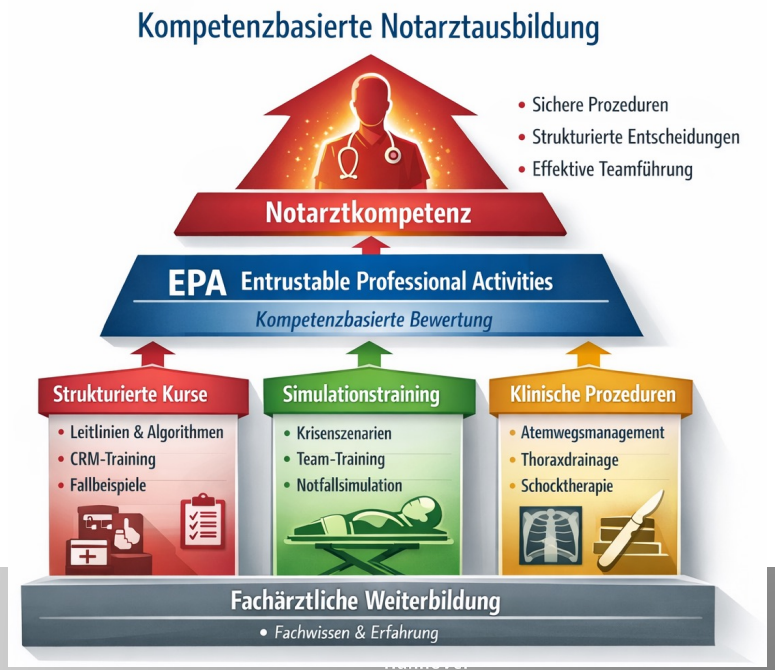 Kompetenzbasierte Notarztausbildung
• Sichere Prozeduren
• Strukturierte Entscheidungen
• Effektive Teamführung
Notarztkompetenz
EPA Entrustable Professional Activities
Kompetenzbasierte Bewertung
Strukturierte Kurse
• Leitlinien & Algorithmen
• CRM-Training
• Fallbeispiele
Simulationstraining
• Krisenszenarien
• Team-Training
• Notfallsimulation
Klinische Prozeduren
• Atemwegsmanagement
• Thoraxdrainage
• Schocktherapie
Fachärztliche Weiterbildung
• Fachwissen & Erfahrung